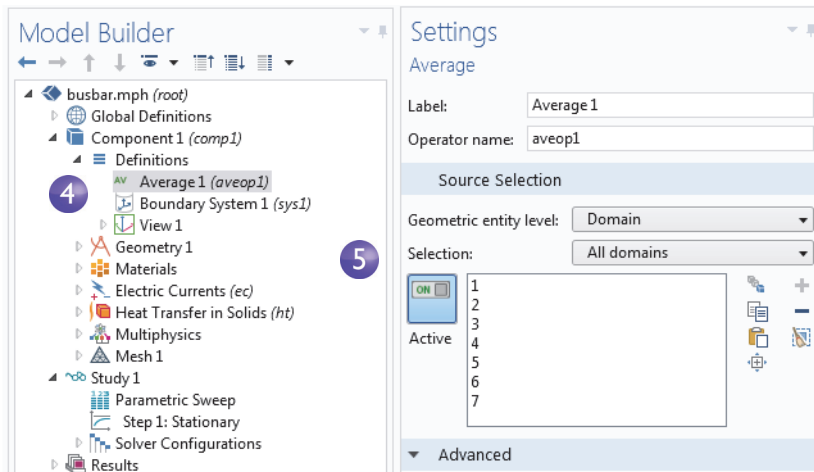 Model Builder
busbar.mph (root)
Global Definitions
Component 1 (comp1)
Definitions
AV Average 1 (aveop1)
Boundary System 1 (sys1)
View 1
Geometry 1
Materials
Electric Currents (ec)
Heat Transfer in Solids (ht)
Multiphysics
Mesh 1
Study 1
Parametric Sweep
Step 1: Stationary
Solver Configurations
Results
4
5
Settings
Average
Label: Average 1
Operator name: aveop1
Source Selection
Geometric entity level: Domain
Selection: All domains
ON
Active
1
2
3
4
5
6
7
Advanced